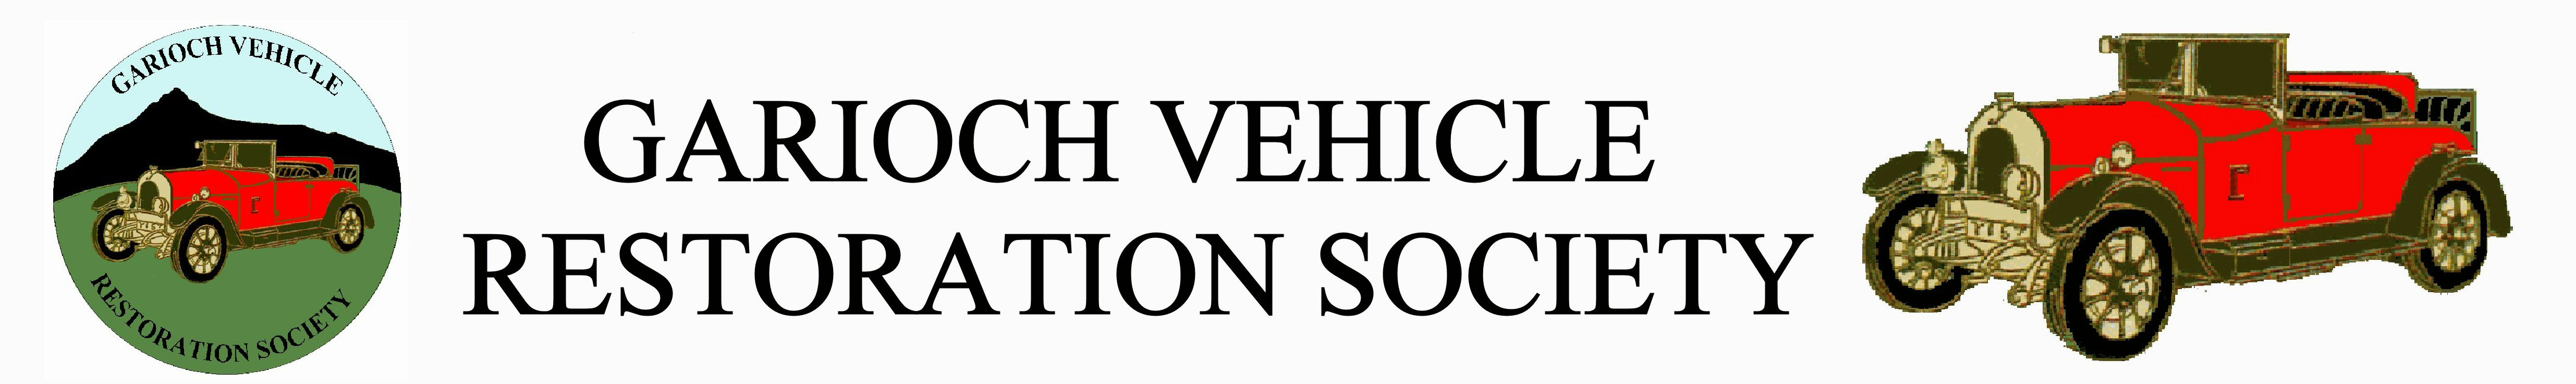 GARIOCH VEHICLE
RESTORATION SOCIETY
GARIOCH VEHICLE
RESTORATION SOCIETY